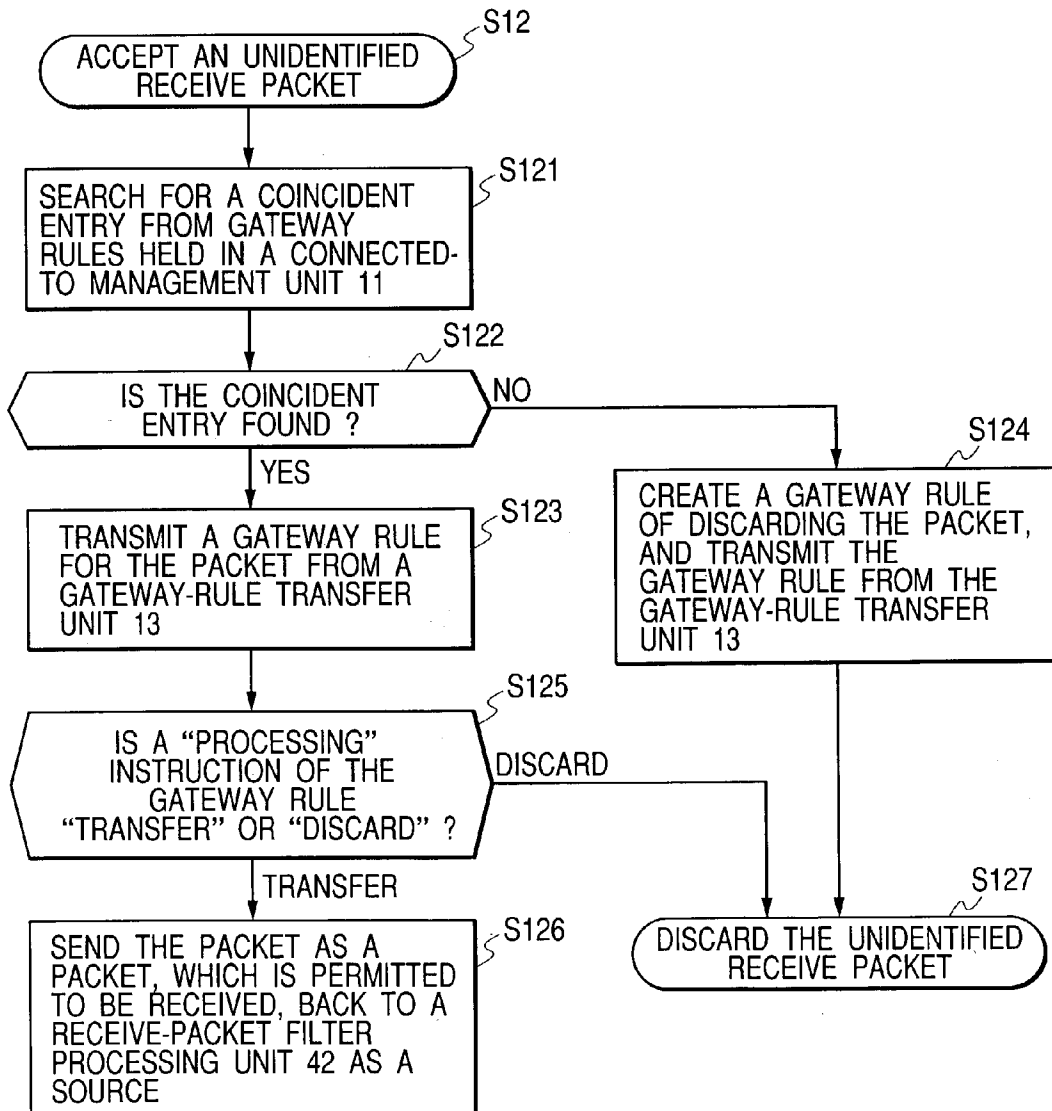 S12
ACCEPT AN UNIDENTIFIED
RECEIVE PACKET
S121
SEARCH FOR A COINCIDENT
ENTRY FROM GATEWAY
RULES HELD IN A CONNECTED-
TO MANAGEMENT UNIT 11
S122
IS THE COINCIDENT
ENTRY FOUND ?
NO
YES
S123
TRANSMIT A GATEWAY RULE
FOR THE PACKET FROM A
GATEWAY-RULE TRANSFER
UNIT 13
S124
CREATE A GATEWAY RULE
OF DISCARDING THE PACKET,
AND TRANSMIT THE
GATEWAY RULE FROM THE
GATEWAY-RULE TRANSFER
UNIT 13
S125
IS A “PROCESSING”
INSTRUCTION OF THE
GATEWAY RULE
“TRANSFER” OR “DISCARD” ?
DISCARD
TRANSFER
S126
SEND THE PACKET AS A
PACKET, WHICH IS PERMITTED
TO BE RECEIVED, BACK TO A
RECEIVE-PACKET FILTER
PROCESSING UNIT 42 AS A
SOURCE
S127
DISCARD THE UNIDENTIFIED
RECEIVE PACKET